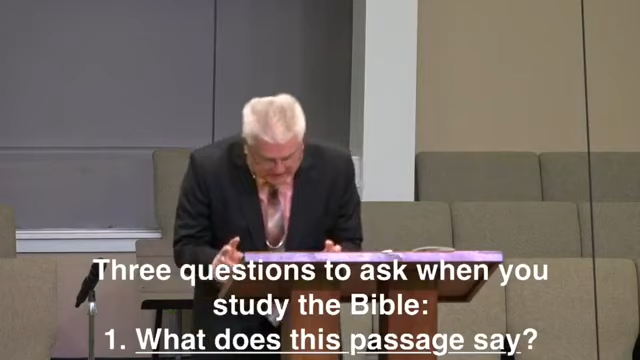 Three questions to ask when you
study the Bible:
1. What does this passage say?